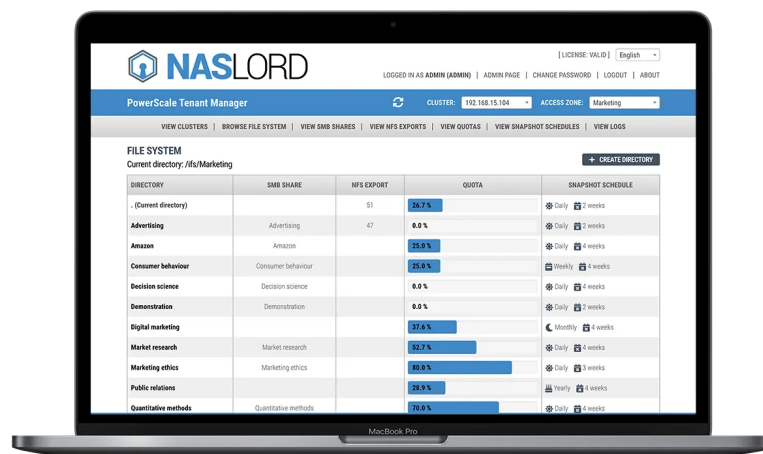 [ LICENSE: VALID ] English
NASLORD
LOGGED IN AS ADMIN (ADMIN) | ADMIN PAGE | CHANGE PASSWORD | LOGOUT | ABOUT
PowerScale Tenant Manager CLUSTER: 192.168.15.104 ACCESS ZONE: Marketing
VIEW CLUSTERS | BROWSE FILE SYSTEM | VIEW SMB SHARES | VIEW NFS EXPORTS | VIEW QUOTAS | VIEW SNAPSHOT SCHEDULES | VIEW LOGS
FILE SYSTEM
Current directory: /ifs/Marketing + CREATE DIRECTORY
DIRECTORY SMB SHARE NFS EXPORT QUOTA SNAPSHOT SCHEDULE
. (Current directory) 51 26.7 % Daily 2 weeks
Advertising Advertising 47 0.0 % Daily 2 weeks
Amazon Amazon 25.0 % Daily 4 weeks
Consumer behaviour Consumer behaviour 25.0 % Weekly 4 weeks
Decision science Decision science 0.0 % Daily 4 weeks
Demonstration Demonstration 0.0 % Daily 2 weeks
Digital marketing 37.6 % Monthly 4 weeks
Market research Market research 52.7 % Daily 4 weeks
Marketing ethics Marketing ethics 80.0 % Daily 3 weeks
Public relations 28.9 % Yearly 4 weeks
Quantitative methods Quantitative methods 70.0 % Daily 4 weeks
MacBook Pro